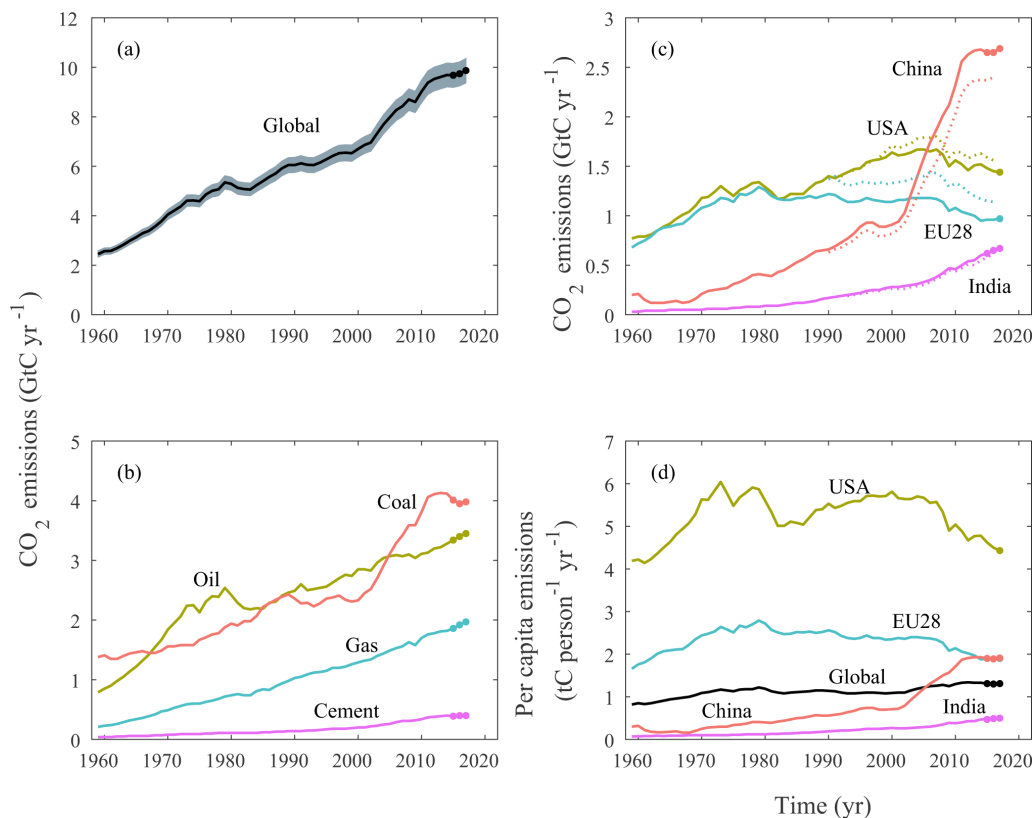 CO2 emissions (GtC yr-1)
(a)
Global
12
10
8
6
4
2
0
1960 1970 1980 1990 2000 2010 2020
CO2 emissions (GtC yr-1)
(c)
China
USA
EU28
India
3
2.5
2
1.5
1
0.5
0
1960 1970 1980 1990 2000 2010 2020
(b)
Coal
Oil
Gas
Cement
5
4
3
2
1
0
1960 1970 1980 1990 2000 2010 2020
Per capita emissions
(tC person-1 yr-1)
(d)
USA
EU28
Global
China
India
7
6
5
4
3
2
1
0
1960 1970 1980 1990 2000 2010 2020
Time (yr)